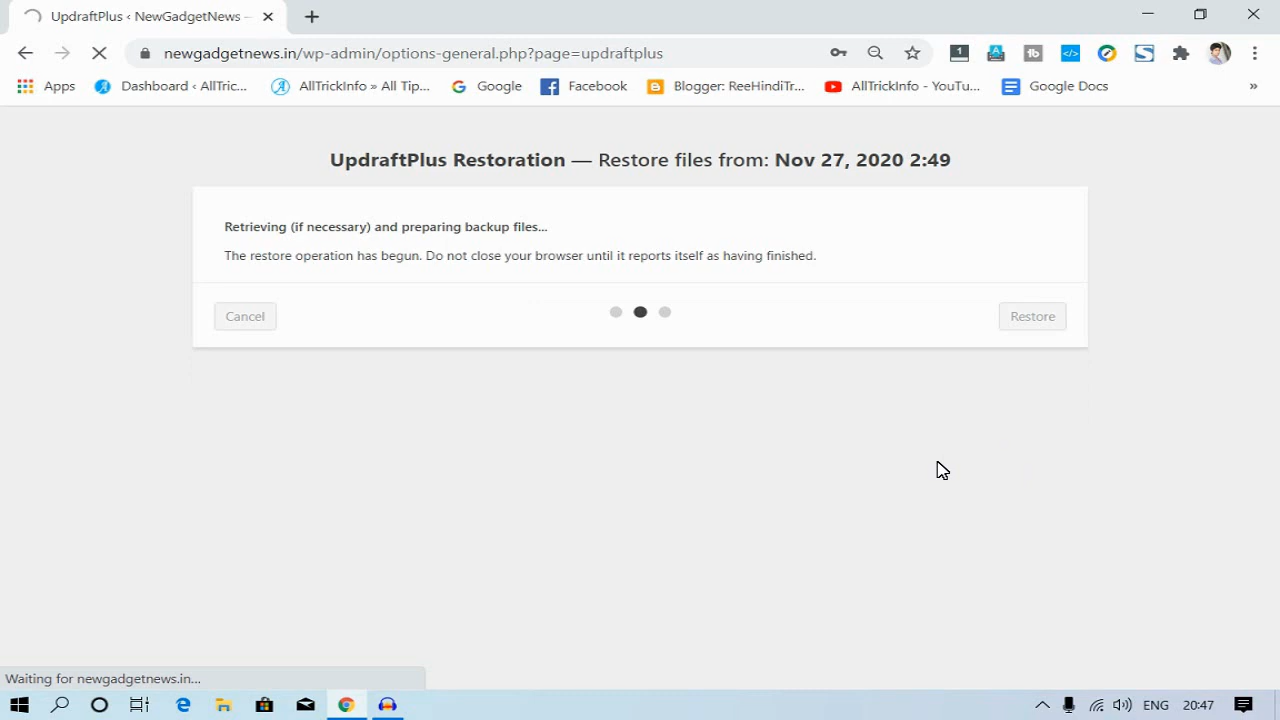 UpdraftPlus ‹ NewGadgetNews —
newgadgetnews.in/wp-admin/options-general.php?page=updraftplus
Apps
Dashboard ‹ AllTric...
AllTrickInfo » All Tip...
Google
Facebook
Blogger: ReeHindiTr...
AllTrickInfo - YouTu...
Google Docs
»
UpdraftPlus Restoration — Restore files from: Nov 27, 2020 2:49
Retrieving (if necessary) and preparing backup files...
The restore operation has begun. Do not close your browser until it reports itself as having finished.
Cancel
Restore
Waiting for newgadgetnews.in...
ENG
20:47